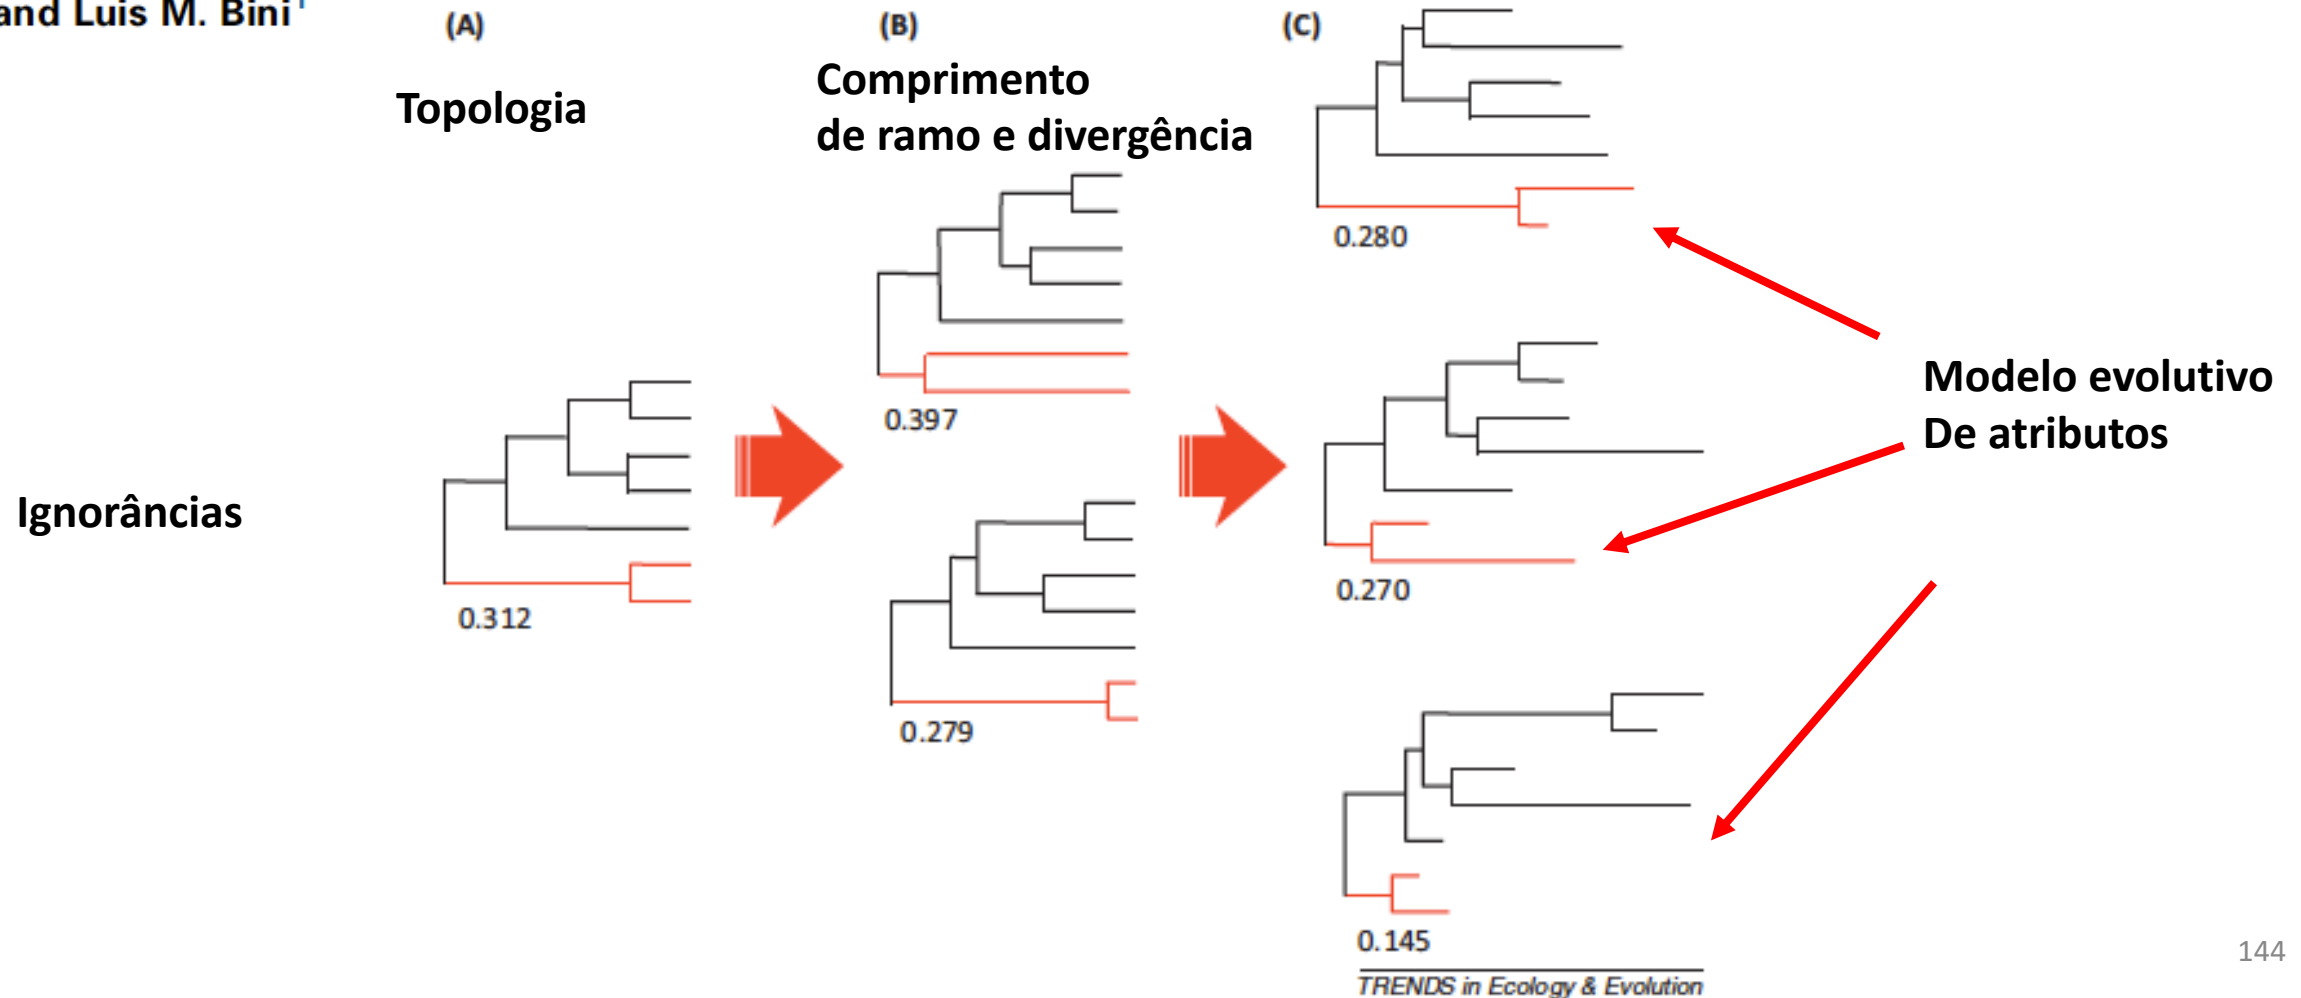 and Luis M. Bini
(A)
(B)
(C)
Topologia
Comprimento
de ramo e divergência
0.280
0.397
Modelo evolutivo
De atributos
Ignorâncias
0.312
0.270
0.279
0.145
144
TRENDS in Ecology & Evolution